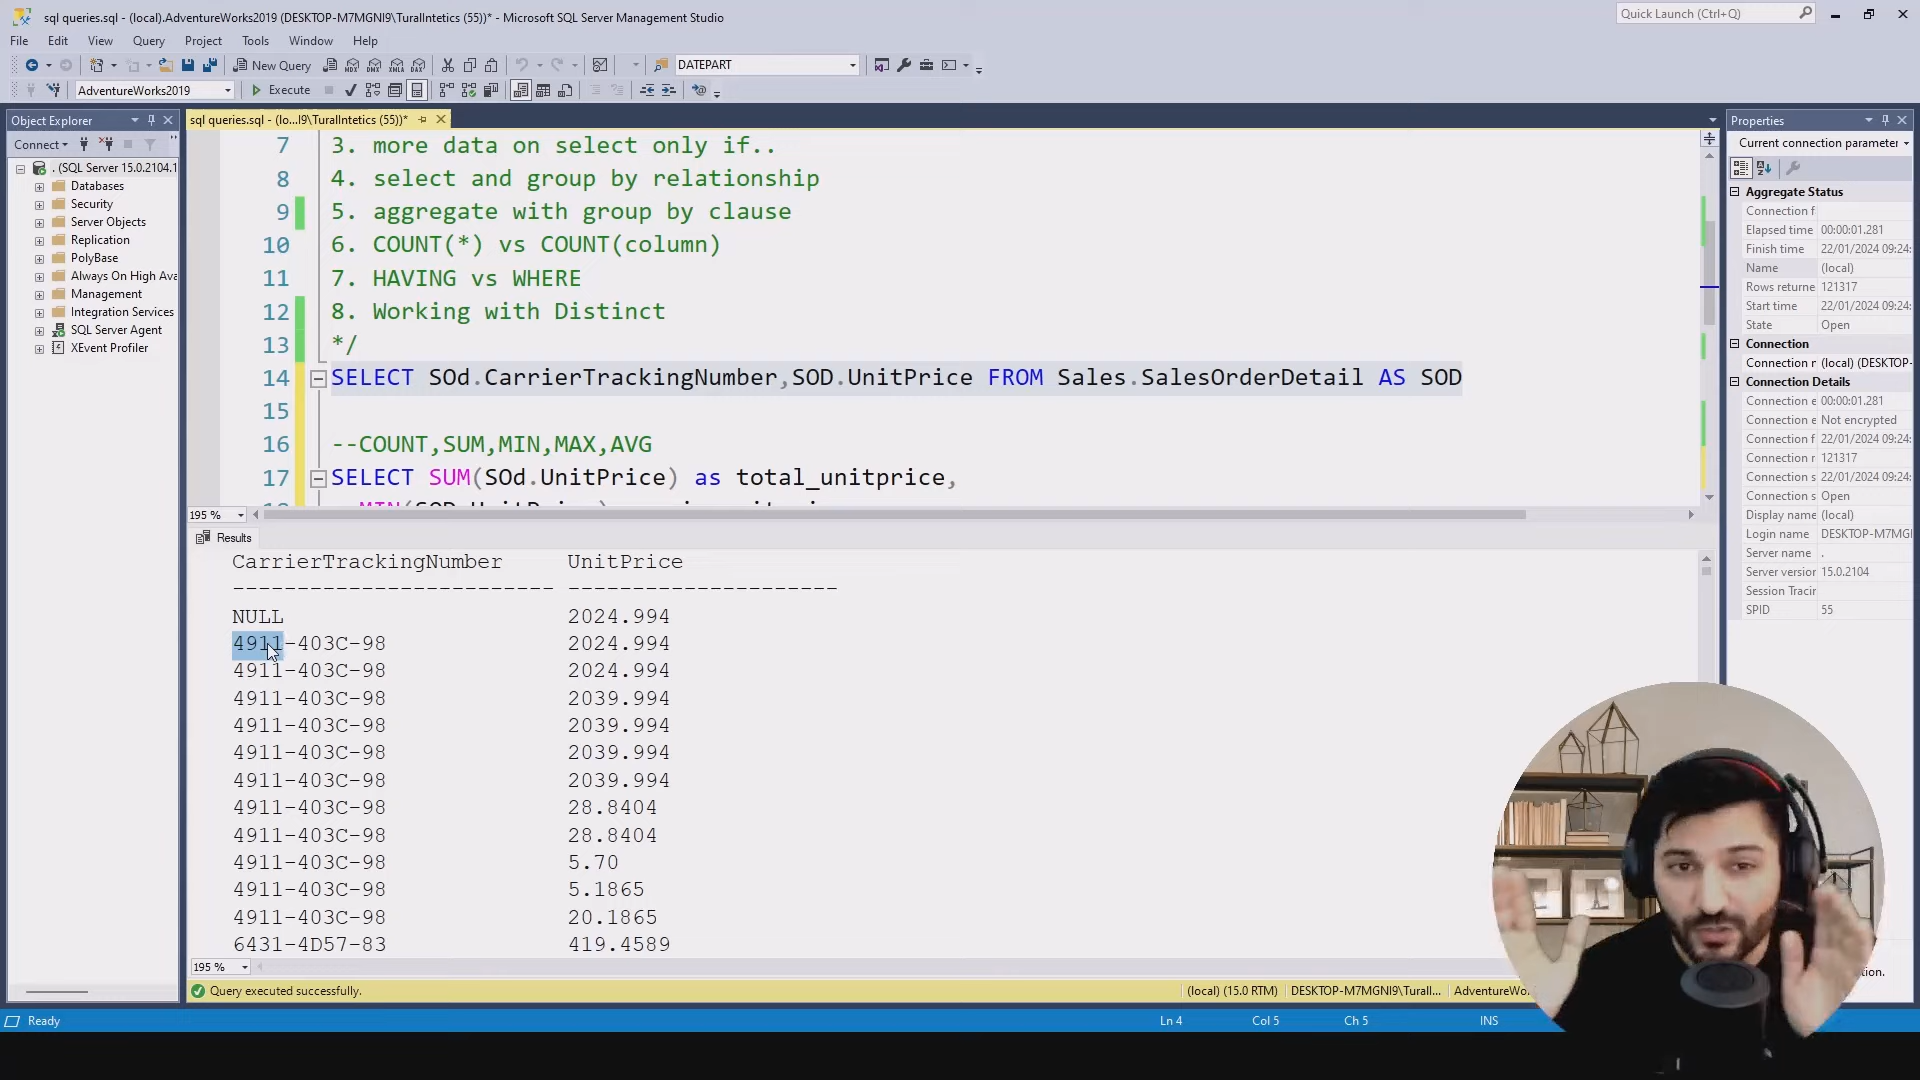 sql queries.sql - (local).AdventureWorks2019 (DESKTOP-M7MGNI9\TuralIntetics (55))* - Microsoft SQL Server Management Studio
Quick Launch (Ctrl+Q)
File Edit View Query Project Tools Window Help
New Query
MDX DMX XMLA DAX
DATEPART
AdventureWorks2019
Execute
Object Explorer
Connect
. (SQL Server 15.0.2104.1
Databases
Security
Server Objects
Replication
PolyBase
Always On High Ava
Management
Integration Services
SQL Server Agent
XEvent Profiler
sql queries.sql - (lo...I9\TuralIntetics (55))*
7 3. more data on select only if..
8 4. select and group by relationship
9 5. aggregate with group by clause
10 6. COUNT(*) vs COUNT(column)
11 7. HAVING vs WHERE
12 8. Working with Distinct
13 */
14 SELECT SOd.CarrierTrackingNumber,SOD.UnitPrice FROM Sales.SalesOrderDetail AS SOD
15
16 --COUNT,SUM,MIN,MAX,AVG
17 SELECT SUM(SOd.UnitPrice) as total_unitprice,
195 %
Results
CarrierTrackingNumber UnitPrice
------------------------- ---------------------
NULL 2024.994
4911-403C-98 2024.994
4911-403C-98 2024.994
4911-403C-98 2039.994
4911-403C-98 2039.994
4911-403C-98 2039.994
4911-403C-98 2039.994
4911-403C-98 28.8404
4911-403C-98 28.8404
4911-403C-98 5.70
4911-403C-98 5.1865
4911-403C-98 20.1865
6431-4D57-83 419.4589
195 %
Query executed successfully.
(local) (15.0 RTM) DESKTOP-M7MGNI9\Turall... AdventureWo
Ready
Ln 4 Col 5 Ch 5 INS
Properties
Current connection parameter
Aggregate Status
Connection f
Elapsed time 00:00:01.281
Finish time 22/01/2024 09:24:
Name (local)
Rows returne 121317
Start time 22/01/2024 09:24:
State Open
Connection
Connection r (local) (DESKTOP-
Connection Details
Connection e 00:00:01.281
Connection e Not encrypted
Connection f 22/01/2024 09:24:
Connection r 121317
Connection s 22/01/2024 09:24:
Connection s Open
Display name (local)
Login name DESKTOP-M7MGI
Server name .
Server version 15.0.2104
Session Tracir
SPID 55
tion.